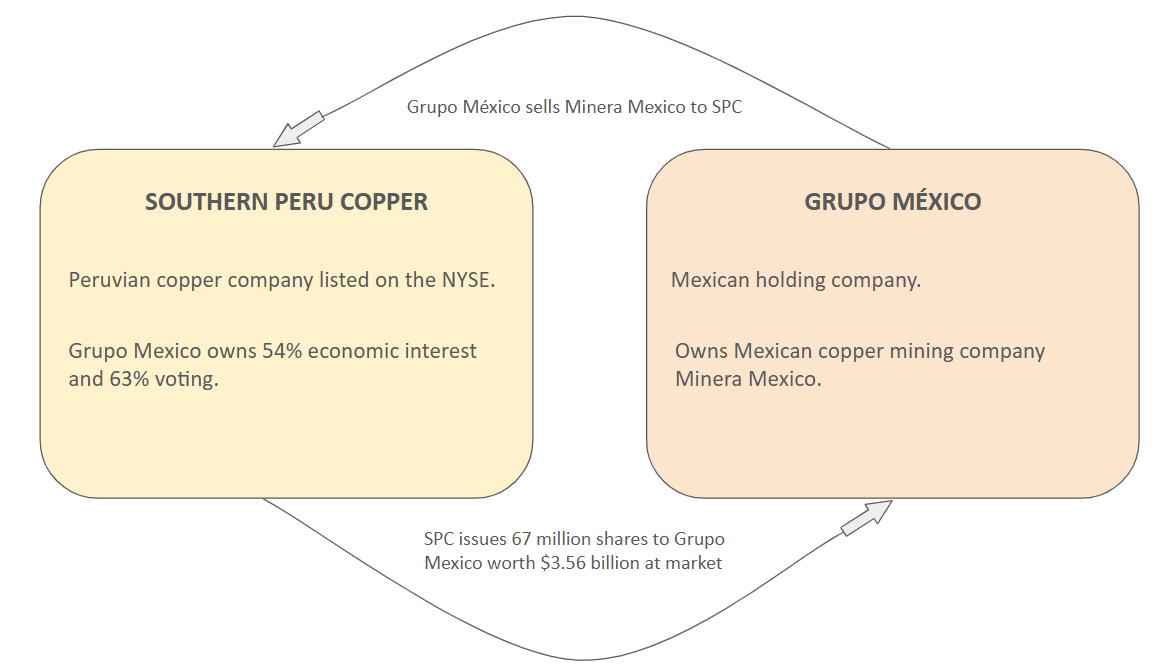 Grupo México sells Minera Mexico to SPC
SOUTHERN PERU COPPER
Peruvian copper company listed on the NYSE.
Grupo Mexico owns 54% economic interest
and 63% voting.
GRUPO MÉXICO
Mexican holding company.
Owns Mexican copper mining company
Minera Mexico.
SPC issues 67 million shares to Grupo
Mexico worth $3.56 billion at market